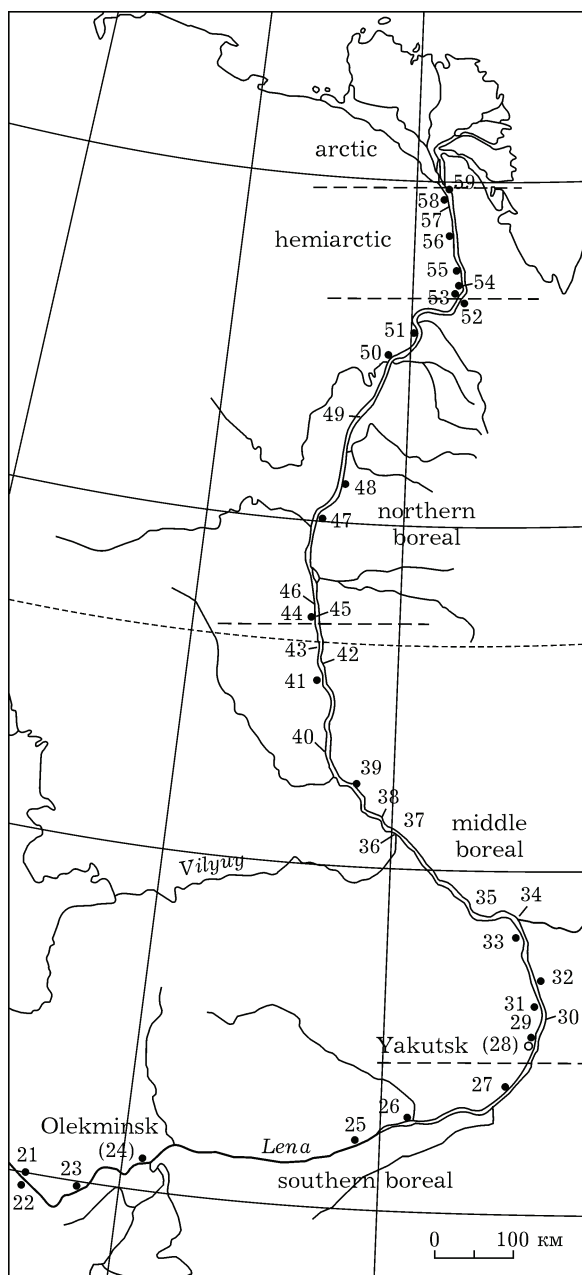 arctic
59
58
57
hemiarctic
56
55
54
53
52
51
50
49
48
47
northern
boreal
46
44 45
43 42
41
40
39
38
37
36
middle
boreal
Vilyuy
35 34
33
32
31
30
29
Yakutsk (28)
27
26
25
Olekminsk
(24)
Lena
21
23
22
southern boreal
0 100 км